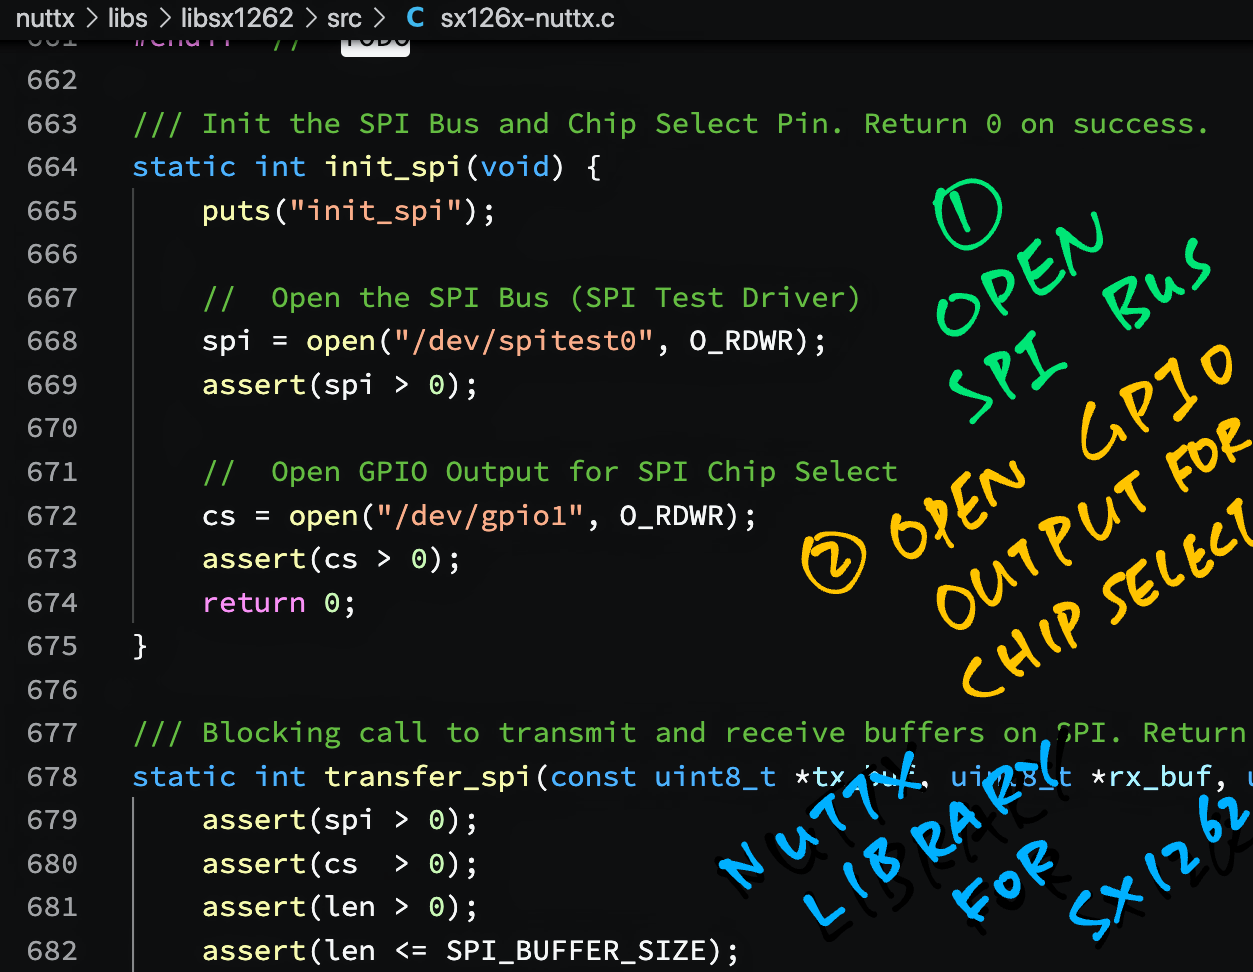 nuttx > libs > libsx1262 > src > C sx126x-nuttx.c
661 #endif // TODO
662
663 /// Init the SPI Bus and Chip Select Pin. Return 0 on success.
664 static int init_spi(void) {
665 puts("init_spi");
666
667 //  Open the SPI Bus (SPI Test Driver)
668 spi = open("/dev/spitest0", O_RDWR);
669 assert(spi > 0);
670
671 //  Open GPIO Output for SPI Chip Select
672 cs = open("/dev/gpio1", O_RDWR);
673 assert(cs > 0);
674 return 0;
675 }
676
677 /// Blocking call to transmit and receive buffers on SPI. Return
678 static int transfer_spi(const uint8_t *tx_buf, uint8_t *rx_buf, u
679 assert(spi > 0);
680 assert(cs  > 0);
681 assert(len > 0);
682 assert(len <= SPI_BUFFER_SIZE);
1
OPEN
SPI BUS
2 OPEN GPIO
OUTPUT FOR
CHIP SELECT
NUTTX
LIBRARY
FOR SX1262